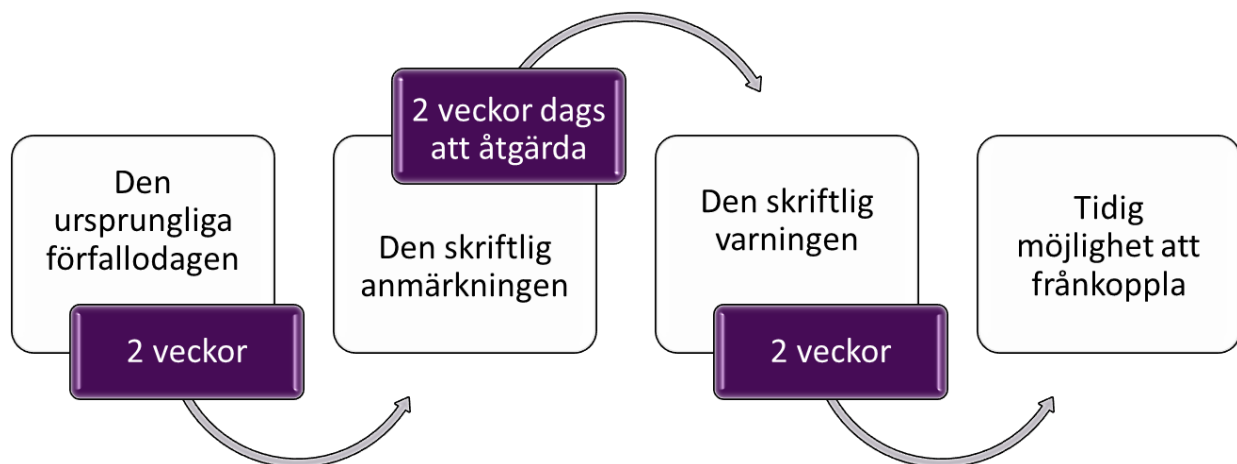 Den
ursprungliga
förfallodagen
2 veckor
Den skriftlig
anmärkningen
2 veckor dags
att åtgärda
Den skriftlig
varningen
2 veckor
Tidig
möjlighet att
frånkoppla